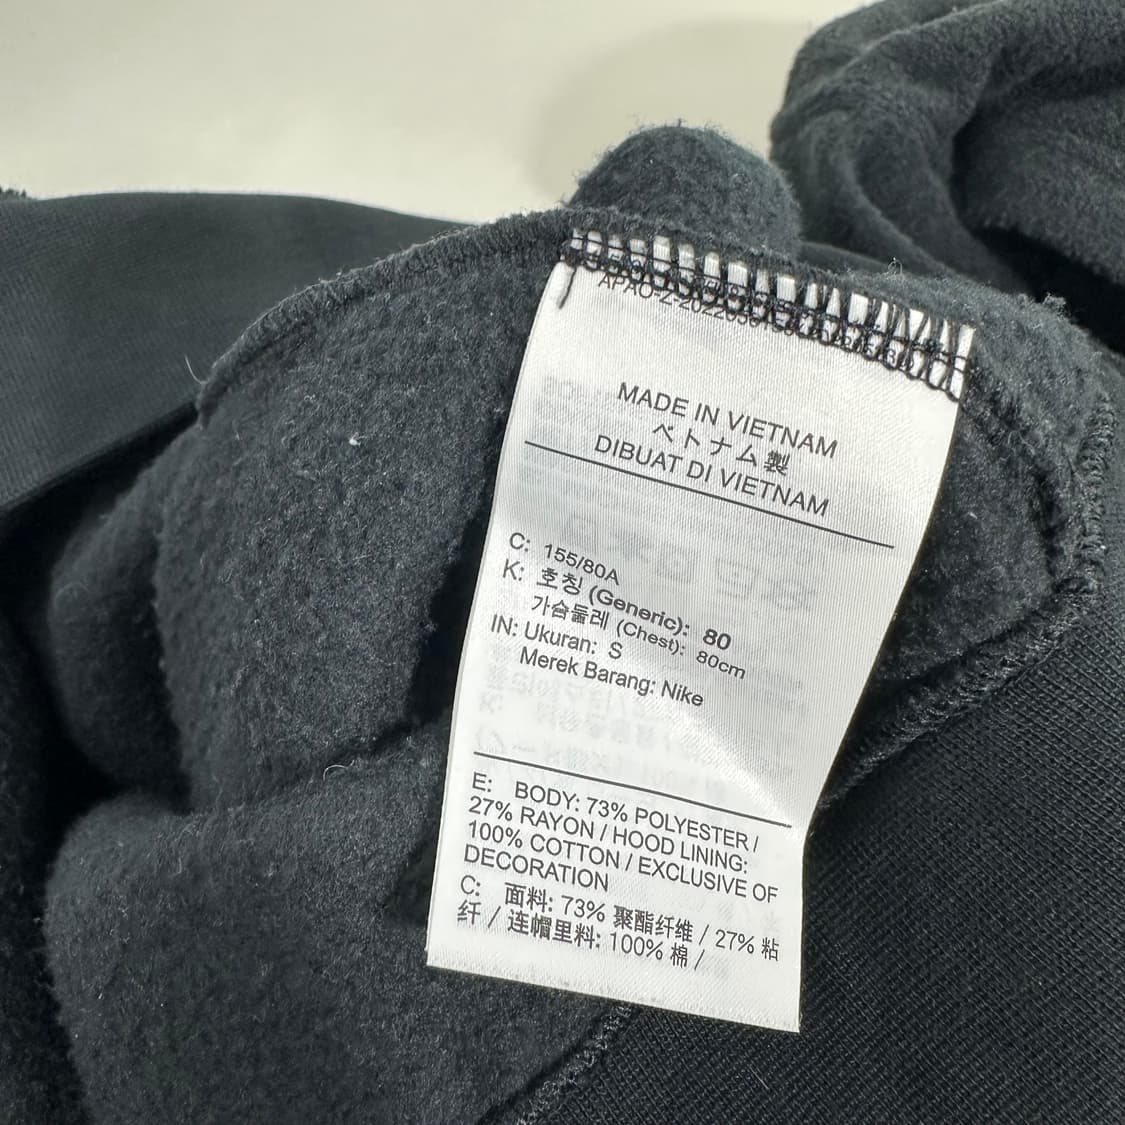 MADE IN VIETNAM
ベトナム製
DIBUAT DI VIETNAM
C: 155/80A
K: 호칭 (Generic): 80
가슴둘레 (Chest): 80cm
IN: Ukuran: S
Merek Barang: Nike
E: BODY: 73% POLYESTER /
27% RAYON / HOOD LINING:
100% COTTON / EXCLUSIVE OF
DECORATION
C: 面料: 73% 聚酯纤维 / 27% 粘
纤 / 连帽里料: 100% 棉 /